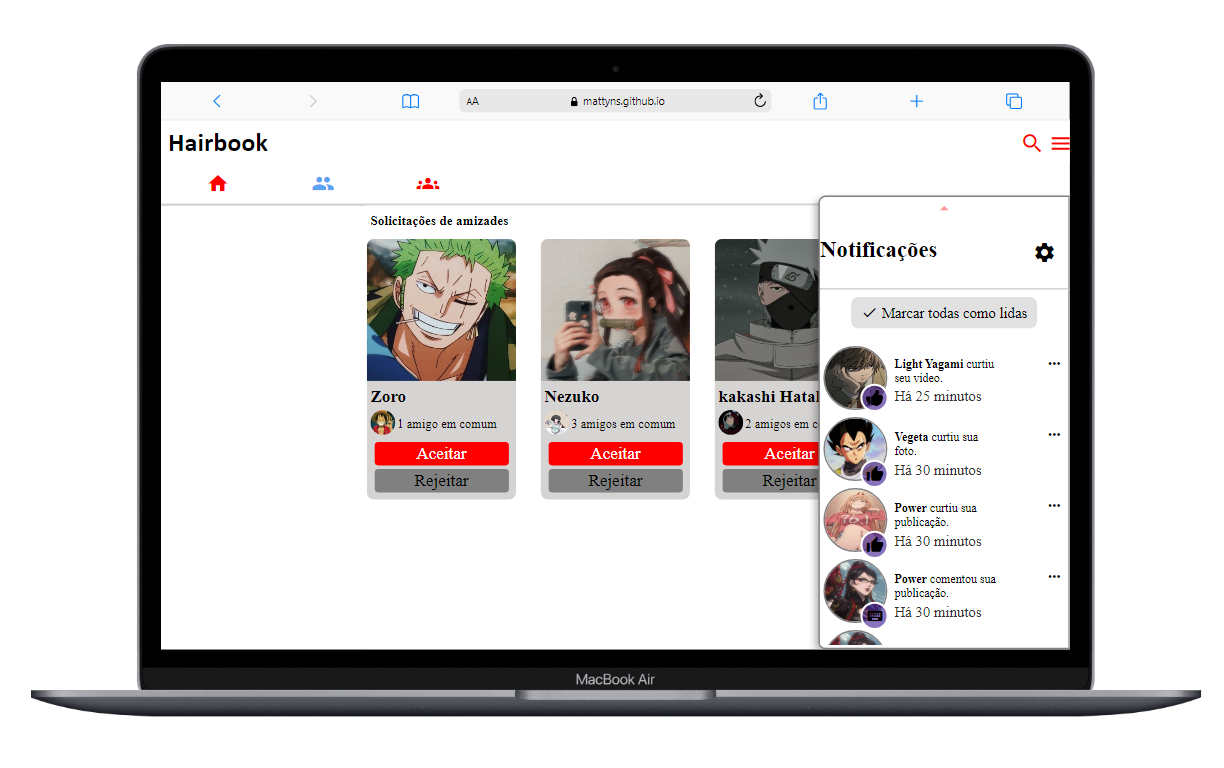 AA
mattyns.github.io
Hairbook
Solicitações de amizades
Zoro
1 amigo em comum
Aceitar
Rejeitar
Nezuko
3 amigos em comum
Aceitar
Rejeitar
kakashi Hatak
2 amigos em c
Aceitar
Rejeitar
Notificações
Marcar todas como lidas
Light Yagami curtiu
seu video.
Há 25 minutos
Vegeta curtiu sua
foto.
Há 30 minutos
Power curtiu sua
publicação.
Há 30 minutos
Power comentou sua
publicação.
Há 30 minutos
MacBook Air